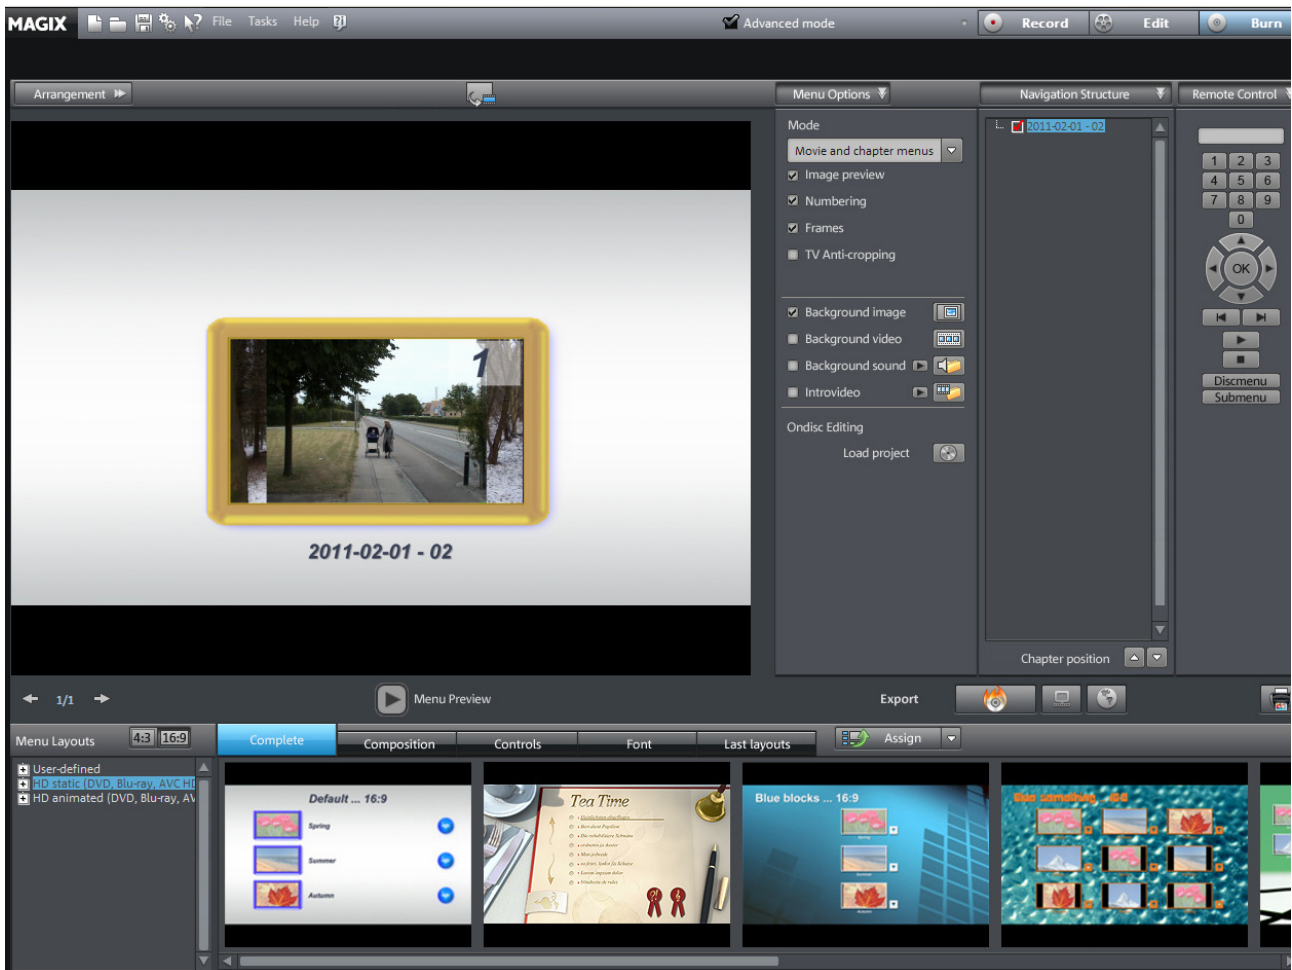 MAGIX File Tasks Help Advanced mode Record Edit Burn
Arrangement Menu Options Navigation Structure Remote Control
Mode
Movie and chapter menus
Image preview
Numbering
Frames
TV Anti-cropping
Background image
Background video
Background sound
Introvideo
Ondisc Editing
Load project
2011-02-01 - 02
Chapter position
1 2 3
4 5 6
7 8 9
0
OK
Discmenu
Submenu
1
2011-02-01 - 02
1/1 Menu Preview Export
Menu Layouts 4:3 16:9 Complete Composition Controls Font Last layouts Assign
User-defined
HD static (DVD, Blu-ray, AVC HD
HD animated (DVD, Blu-ray, AV
Default ... 16:9
Spring
Summer
Autumn
Tea Time
Blue blocks ... 16:9
Blue something ... 16:9